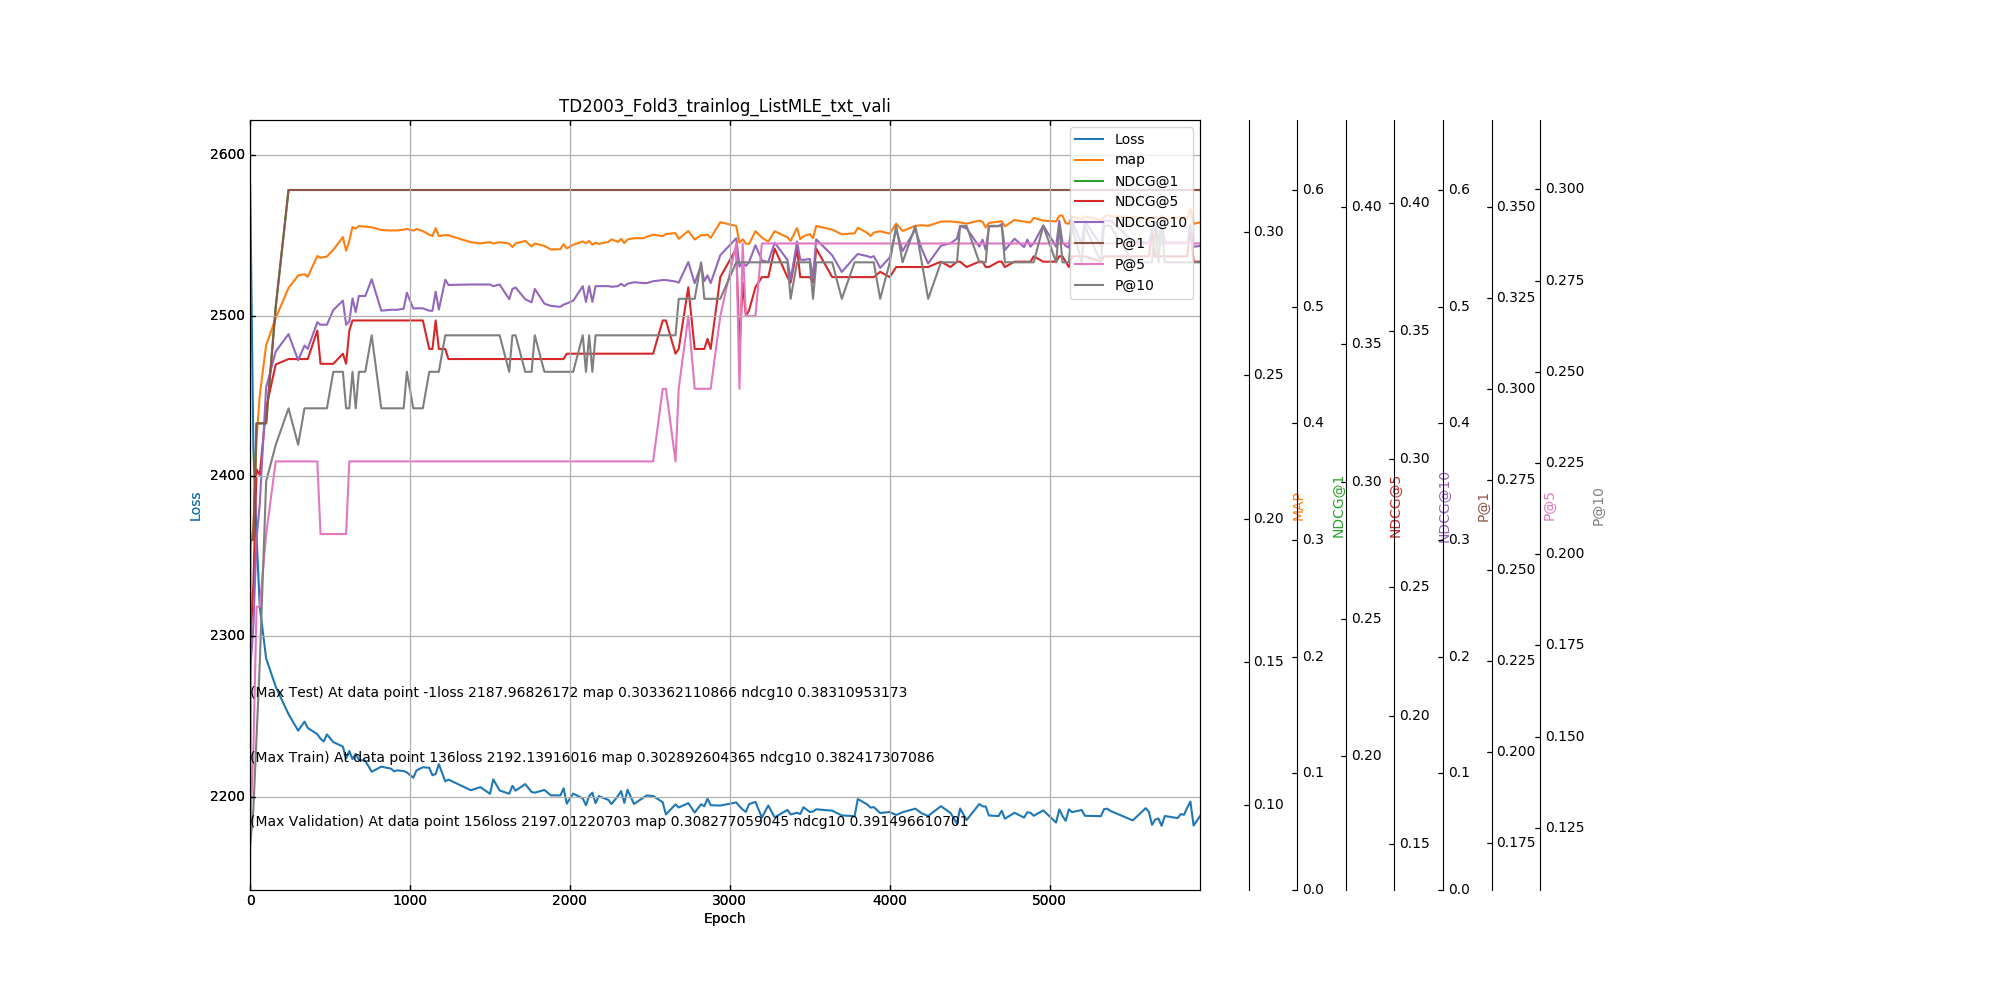 TD2003_Fold3_trainlog_ListMLE_txt_vali
Loss
map
NDCG@1
NDCG@5
NDCG@10
P@1
P@5
P@10
2600
2500
2400
2300
2200
Loss
(Max Test) At data point -1loss 2187.96826172 map 0.303362110866 ndcg10 0.38310953173
(Max Train) At data point 136loss 2192.13916016 map 0.302892604365 ndcg10 0.382417307086
(Max Validation) At data point 156loss 2197.01220703 map 0.308277059045 ndcg10 0.391496610701
0 1000 2000 3000 4000 5000
Epoch
0.30
0.25
0.20
0.15
0.10
MAP
0.6
0.5
0.4
0.3
0.2
0.1
0.0
NDCG@1
0.40
0.35
0.30
0.25
0.20
NDCG@5
0.40
0.35
0.30
0.25
0.20
0.15
NDCG@10
0.6
0.5
0.4
0.3
0.2
0.1
0.0
P@1
0.350
0.325
0.300
0.275
0.250
0.225
0.200
0.175
P@5
0.300
0.275
0.250
0.225
0.200
0.175
0.150
0.125
P@10